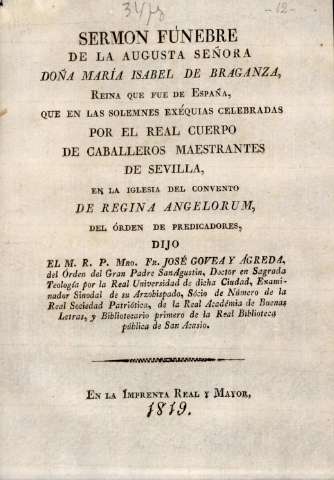 SERMON FÚNEBRE
DE LA AUGUSTA SEÑORA
DOÑA MARÍA ISABEL DE BRAGANZA,
REINA QUE FUE DE ESPAÑA,
QUE EN LAS SOLEMNES EXÉQUIAS CELEBRADAS
POR EL REAL CUERPO
DE CABALLEROS MAESTRANTES
DE SEVILLA,
EN LA IGLESIA DEL CONVENTO
DE REGINA ANGELORUM,
DEL ÓRDEN DE PREDICADORES,
DIJO
EL M. R. P. MRO. FR. JOSÉ GOVEA Y ÁGREDA,
del Órden del Gran Padre SanAgustin, Doctor en Sagrada
Teología por la Real Universidad de dicha Ciudad, Exami-
nador Sinodal de su Arzobispado, Sócio de Número de la
Real Sociedad Patriótica, de la Real Académia de Buenas
Letras, y Bibliotecario primero de la Real Biblioteca
pública de San Acasio.
EN LA IMPRENTA REAL Y MAYOR,
1819.